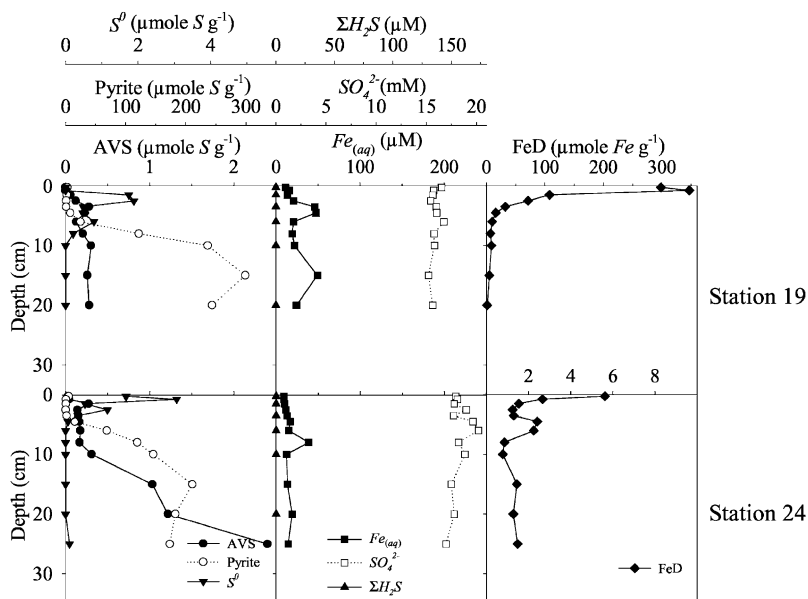 S⁰ (µmole S g⁻¹)
ΣH₂S (µM)
0 2 4
0 50 100 150
Pyrite (µmole S g⁻¹)
SO₄²⁻(mM)
0 100 200 300
0 5 10 15 20
AVS (µmole S g⁻¹)
Fe(aq) (µM)
FeD (µmole Fe g⁻¹)
0 1 2
0 100 200
0 100 200 300
0
10
20
30
Depth (cm)
Station 19
2 4 6 8
0
10
20
30
Depth (cm)
Station 24
AVS
Pyrite
S⁰
Fe(aq)
SO₄²⁻
ΣH₂S
FeD